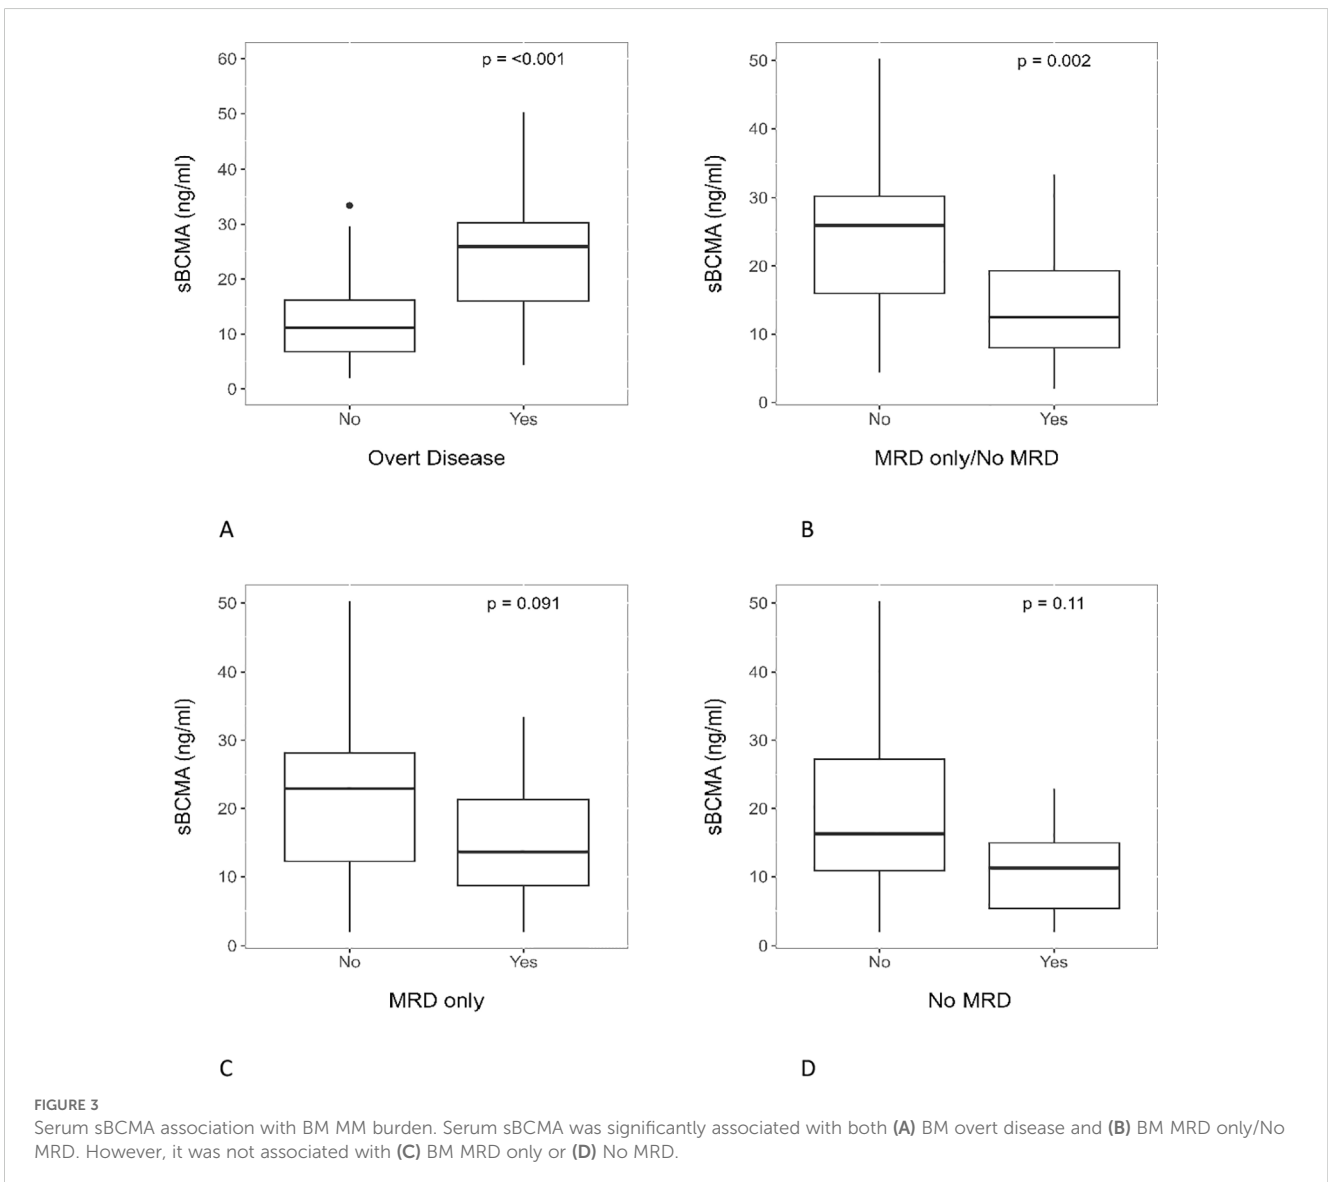 p = <0.001
60
50
40
30
20
10
0
sBCMA (ng/ml)
No
Yes
Overt Disease
A
p = 0.002
50
40
30
20
10
0
sBCMA (ng/ml)
No
Yes
MRD only/No MRD
B
p = 0.091
50
40
30
20
10
0
sBCMA (ng/ml)
No
Yes
MRD only
C
p = 0.11
50
40
30
20
10
0
sBCMA (ng/ml)
No
Yes
No MRD
D
FIGURE 3
Serum sBCMA association with BM MM burden. Serum sBCMA was significantly associated with both (A) BM overt disease and (B) BM MRD only/No
MRD. However, it was not associated with (C) BM MRD only or (D) No MRD.